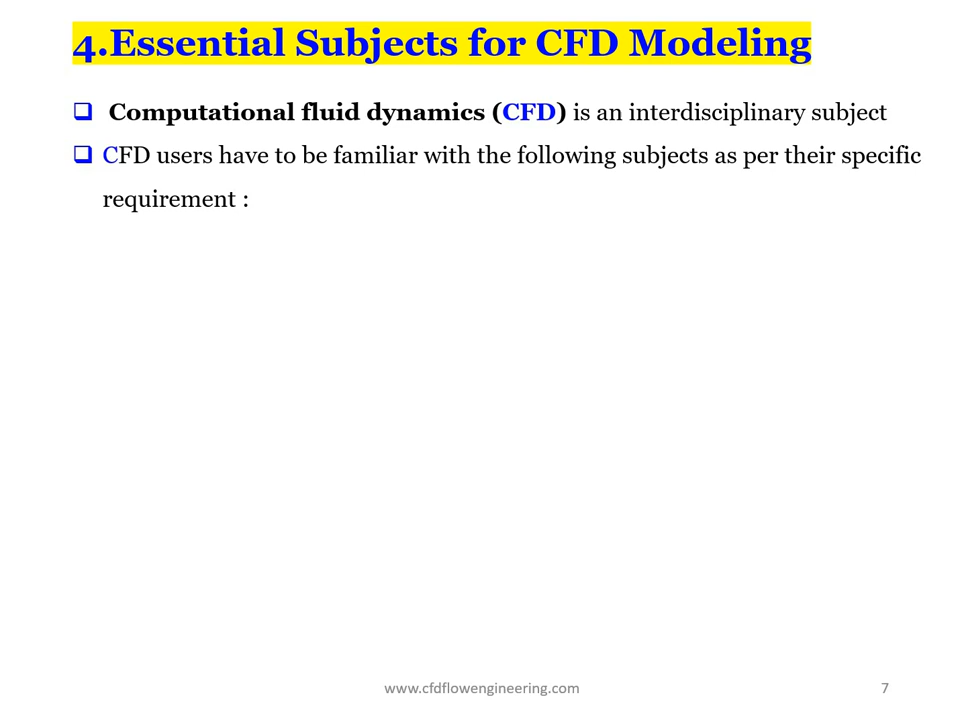 4.Essential Subjects for CFD Modeling
❑ Computational fluid dynamics (CFD) is an interdisciplinary subject
❑ CFD users have to be familiar with the following subjects as per their specific
requirement :
www.cfdflowengineering.com 7